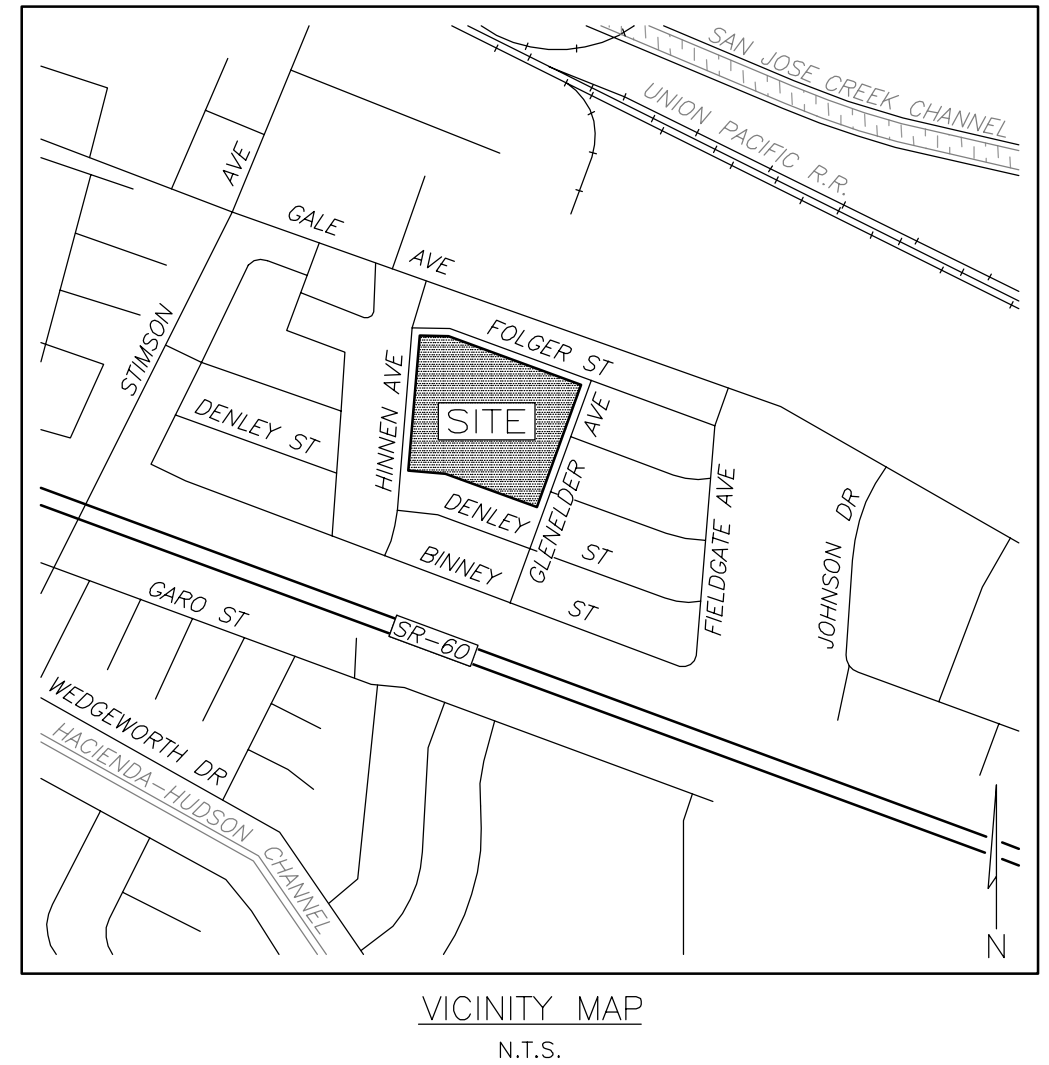 SAN JOSE CREEK CHANNEL
UNION PACIFIC R.R.
AVE
GALE
AVE
STIMSON
FOLGER ST
HINNEN AVE
SITE
AVE
DENLEY ST
GLENELDER
FIELDGATE AVE
JOHNSON DR
DENLEY
ST
BINNEY
ST
GARO ST
SR-60
WEDGEWORTH DR
HACIENDA-HUDSON CHANNEL
N
VICINITY MAP
N.T.S.